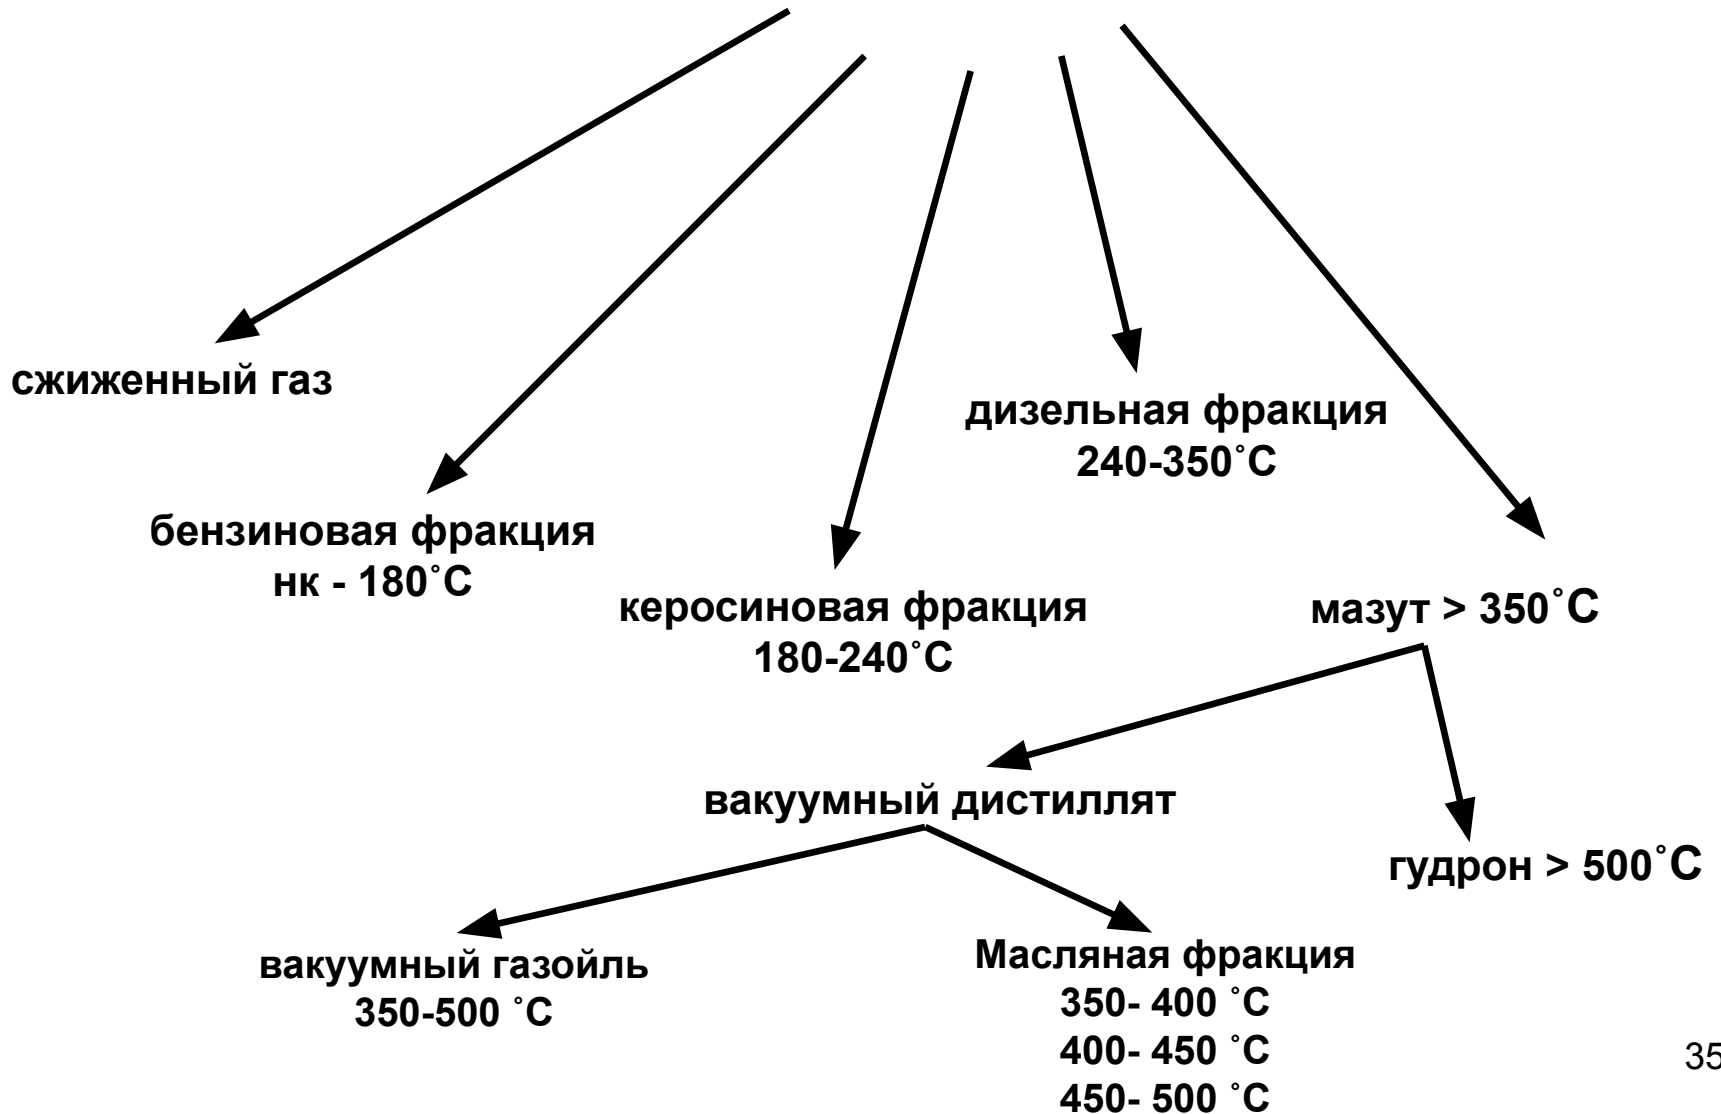 сжиженный газ
дизельная фракция
240-350˚С
бензиновая фракция
нк - 180˚С
керосиновая фракция
180-240˚С
мазут > 350˚С
вакуумный дистиллят
гудрон > 500˚С
вакуумный газойль
350-500 ˚С
Масляная фракция
350- 400 ˚С
400- 450 ˚С
450- 500 ˚С
35